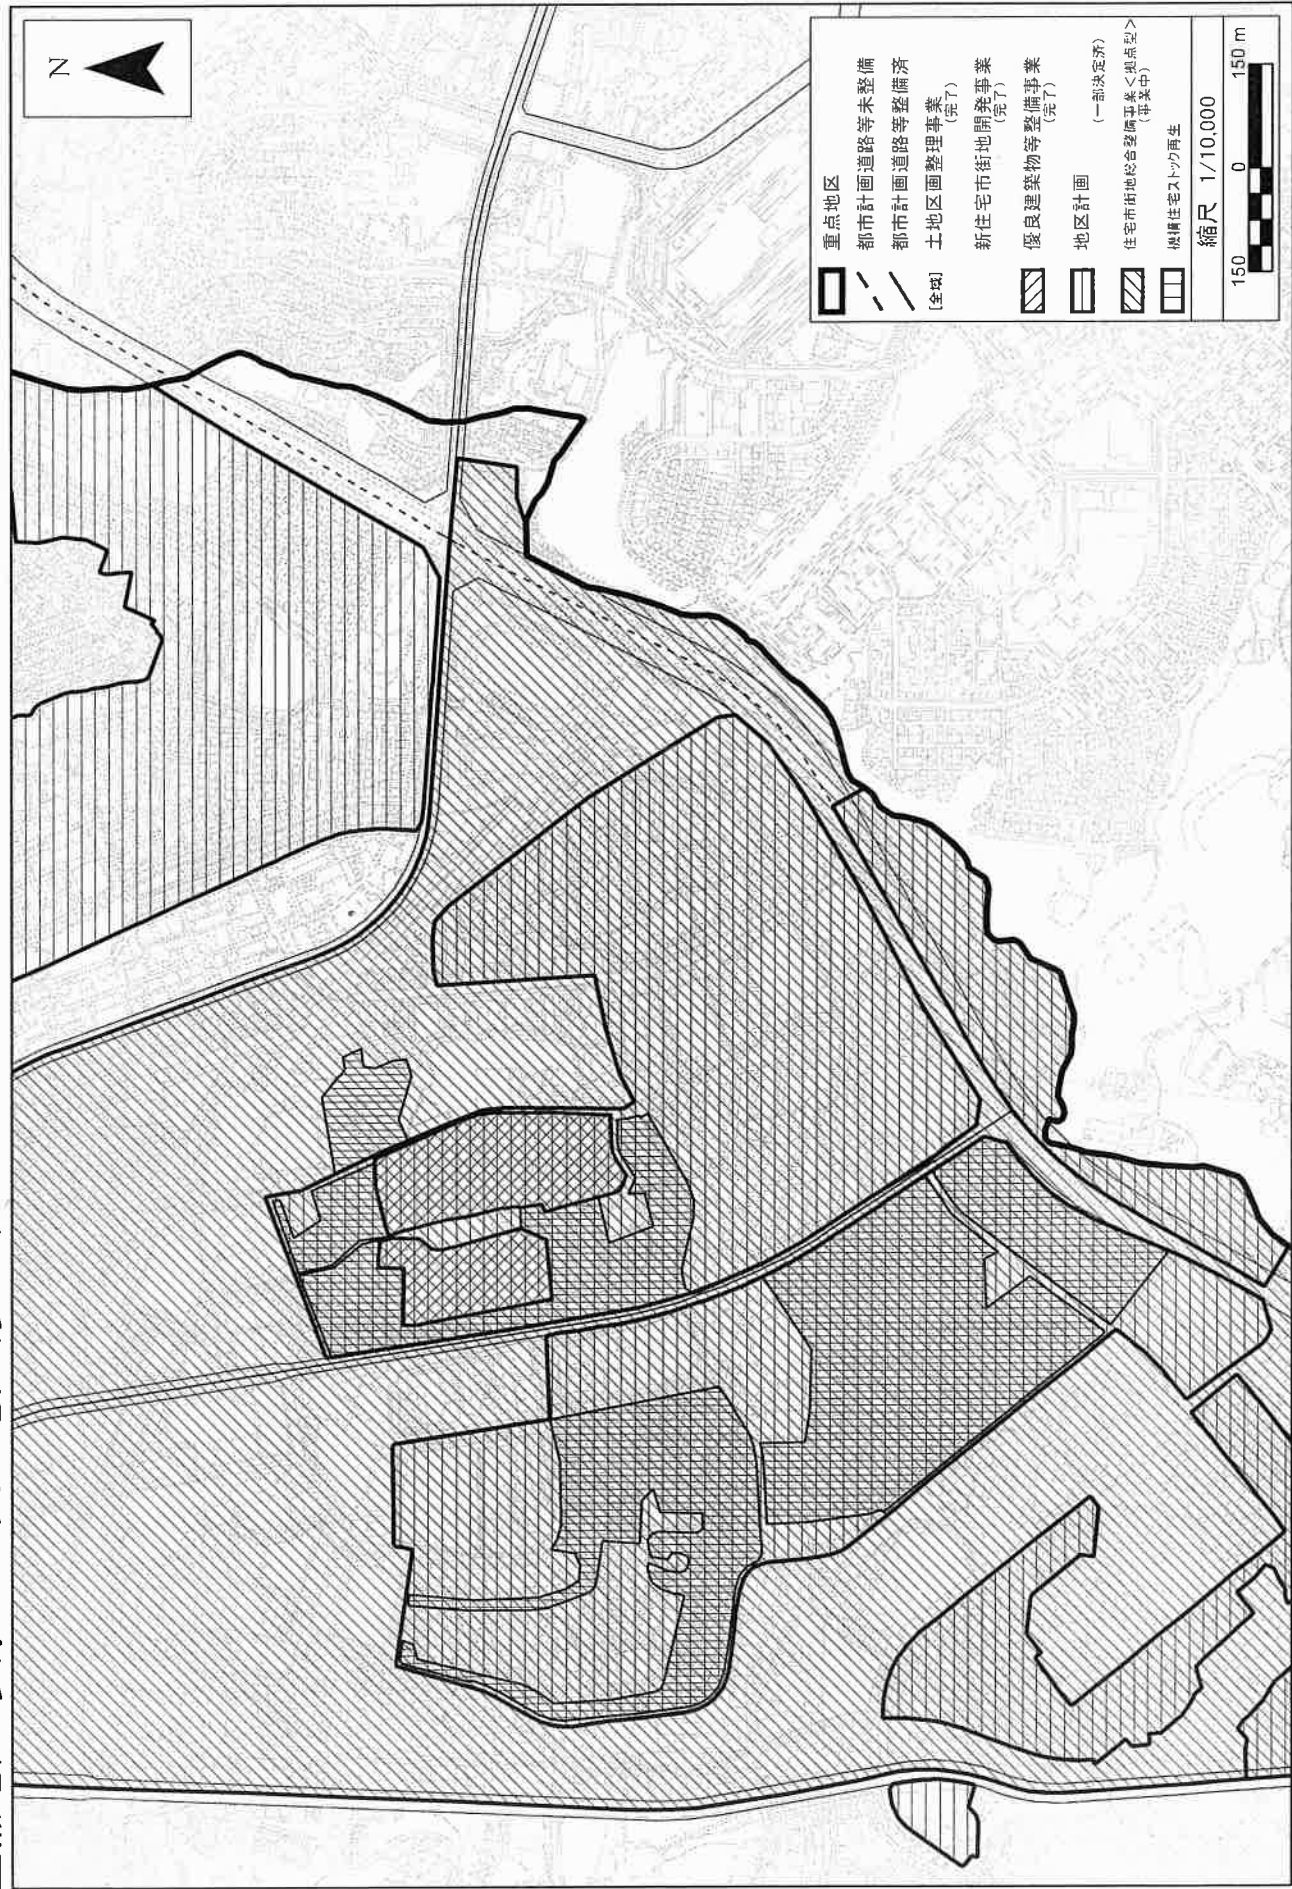 N
重点地区
都市計画道路等未整備
都市計画道路等整備済
[全域] 土地区画整理事業
(完了)
新住宅市街地開発事業
(完了)
優良建築物等整備事業
(完了)
地区計画
(一部決定済)
住宅市街地総合整備事業<拠点型>
(事業中)
機構住宅ストック再生
縮尺 1/10,000
150 0 150 m